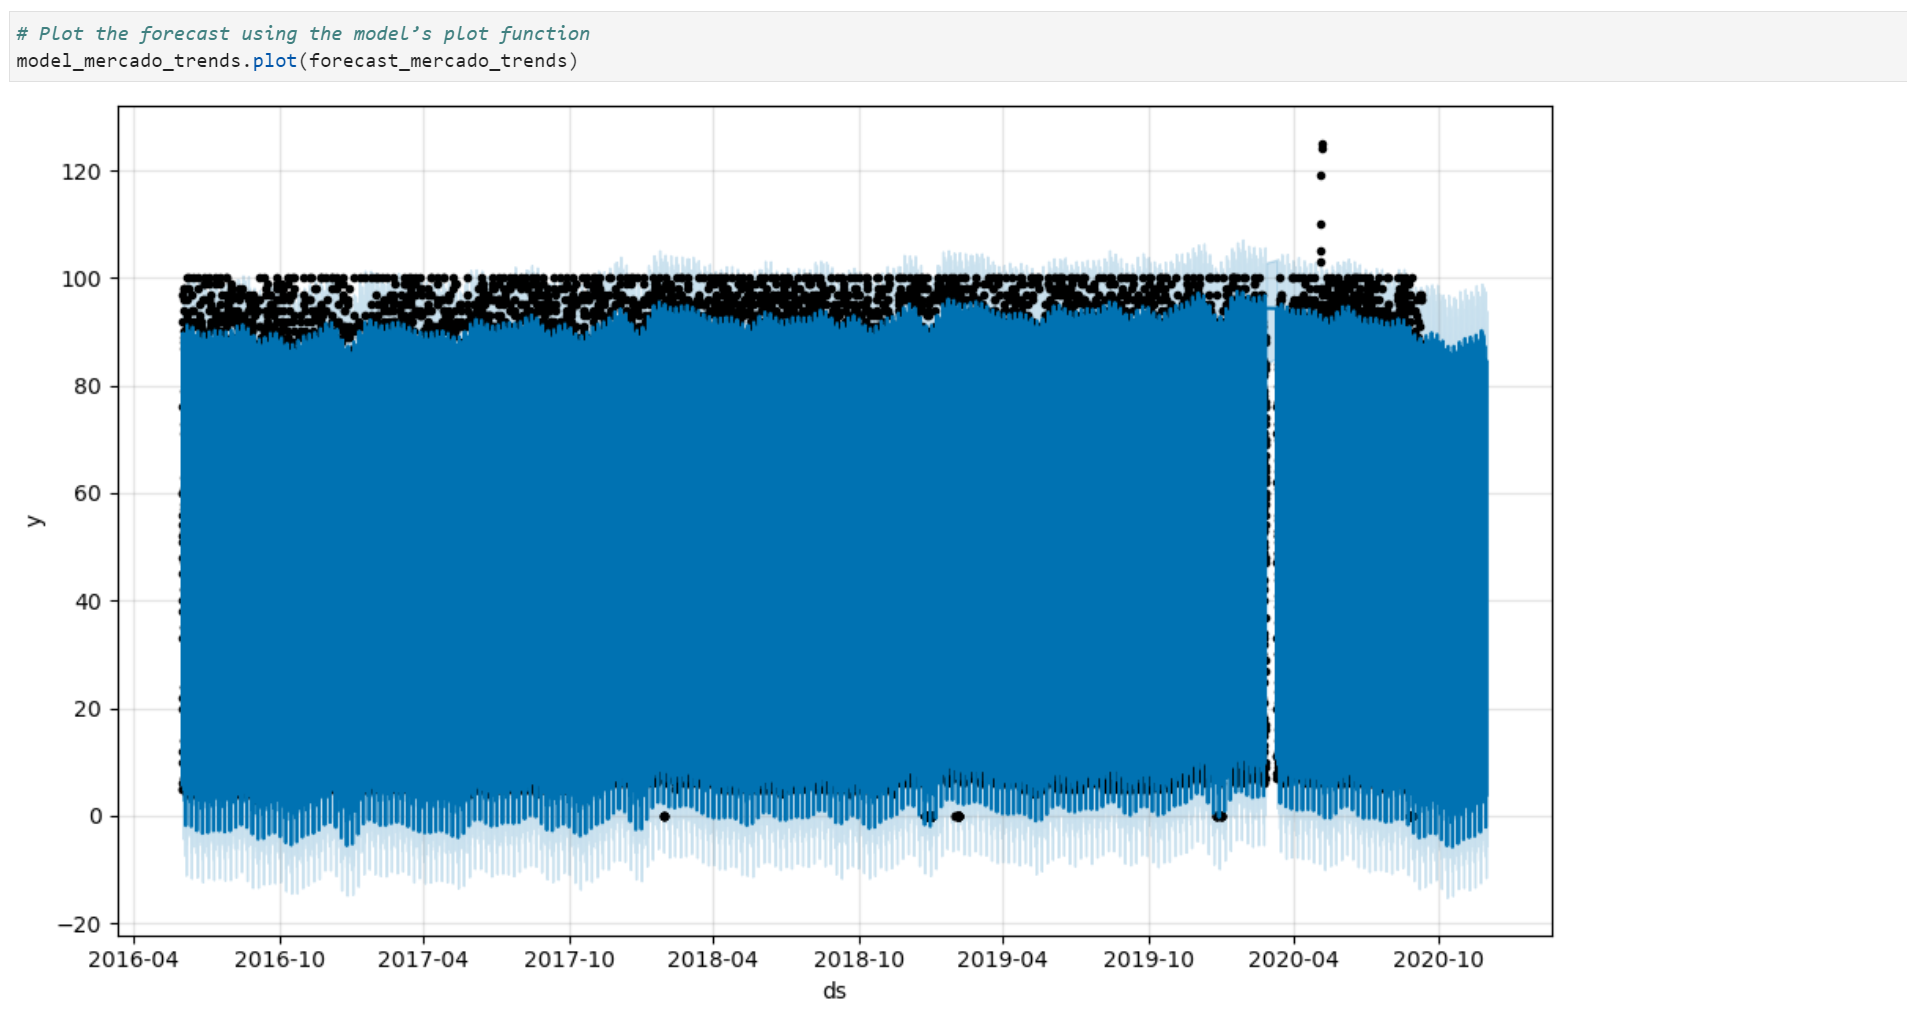 # Plot the forecast using the model’s plot function
model_mercado_trends.plot(forecast_mercado_trends)
120
100
80
60
40
20
0
−20
y
2016-04 2016-10 2017-04 2017-10 2018-04 2018-10 2019-04 2019-10 2020-04 2020-10
ds